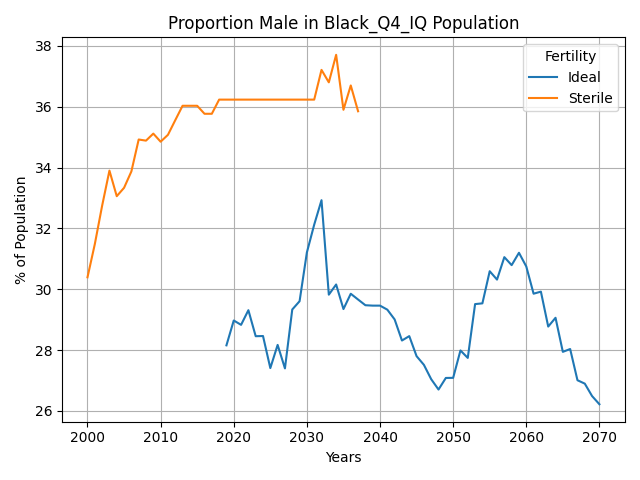 Proportion Male in Black_Q4_IQ Population
% of Population
38
36
34
32
30
28
26
Fertility
Ideal
Sterile
2000 2010 2020 2030 2040 2050 2060 2070
Years